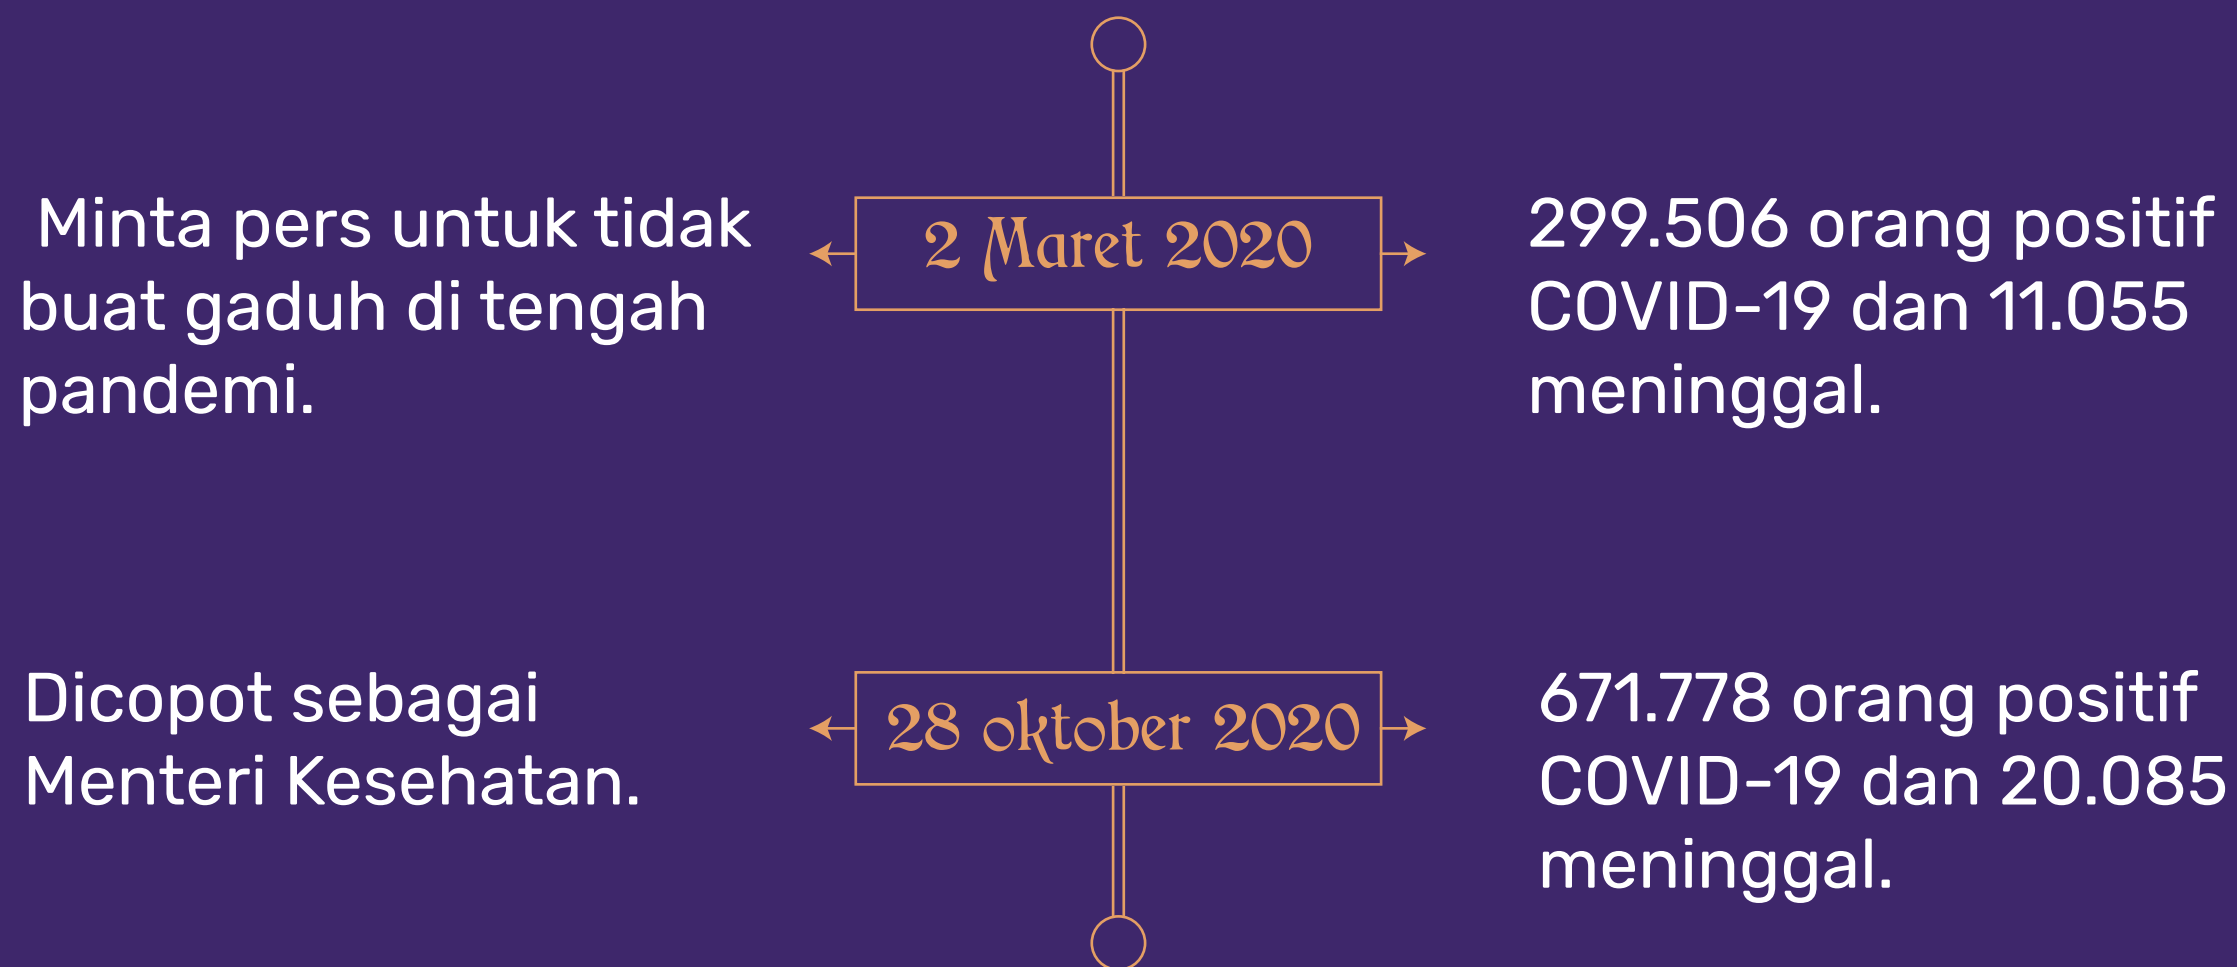 Minta pers untuk tidak
buat gaduh di tengah
pandemi.
2 Maret 2020
299.506 orang positif
COVID-19 dan 11.055
meninggal.
Dicopot sebagai
Menteri Kesehatan.
28 oktober 2020
671.778 orang positif
COVID-19 dan 20.085
meninggal.